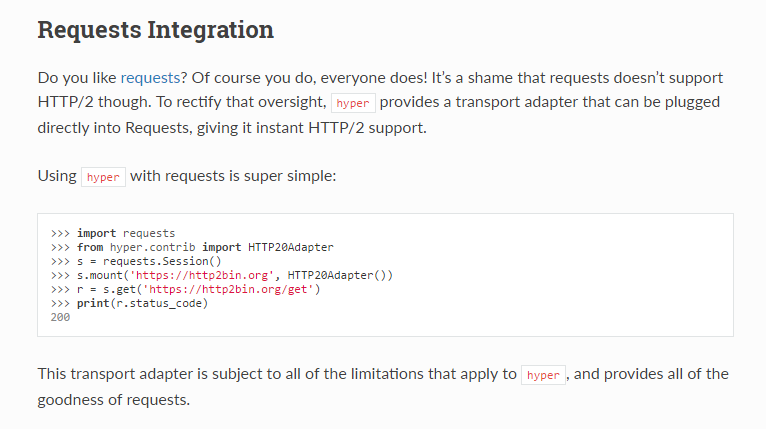 Requests Integration
Do you like requests? Of course you do, everyone does! It’s a shame that requests doesn’t support
HTTP/2 though. To rectify that oversight, hyper provides a transport adapter that can be plugged
directly into Requests, giving it instant HTTP/2 support.
Using hyper with requests is super simple:
>>> import requests
>>> from hyper.contrib import HTTP20Adapter
>>> s = requests.Session()
>>> s.mount('https://http2bin.org', HTTP20Adapter())
>>> r = s.get('https://http2bin.org/get')
>>> print(r.status_code)
200
This transport adapter is subject to all of the limitations that apply to hyper, and provides all of the
goodness of requests.